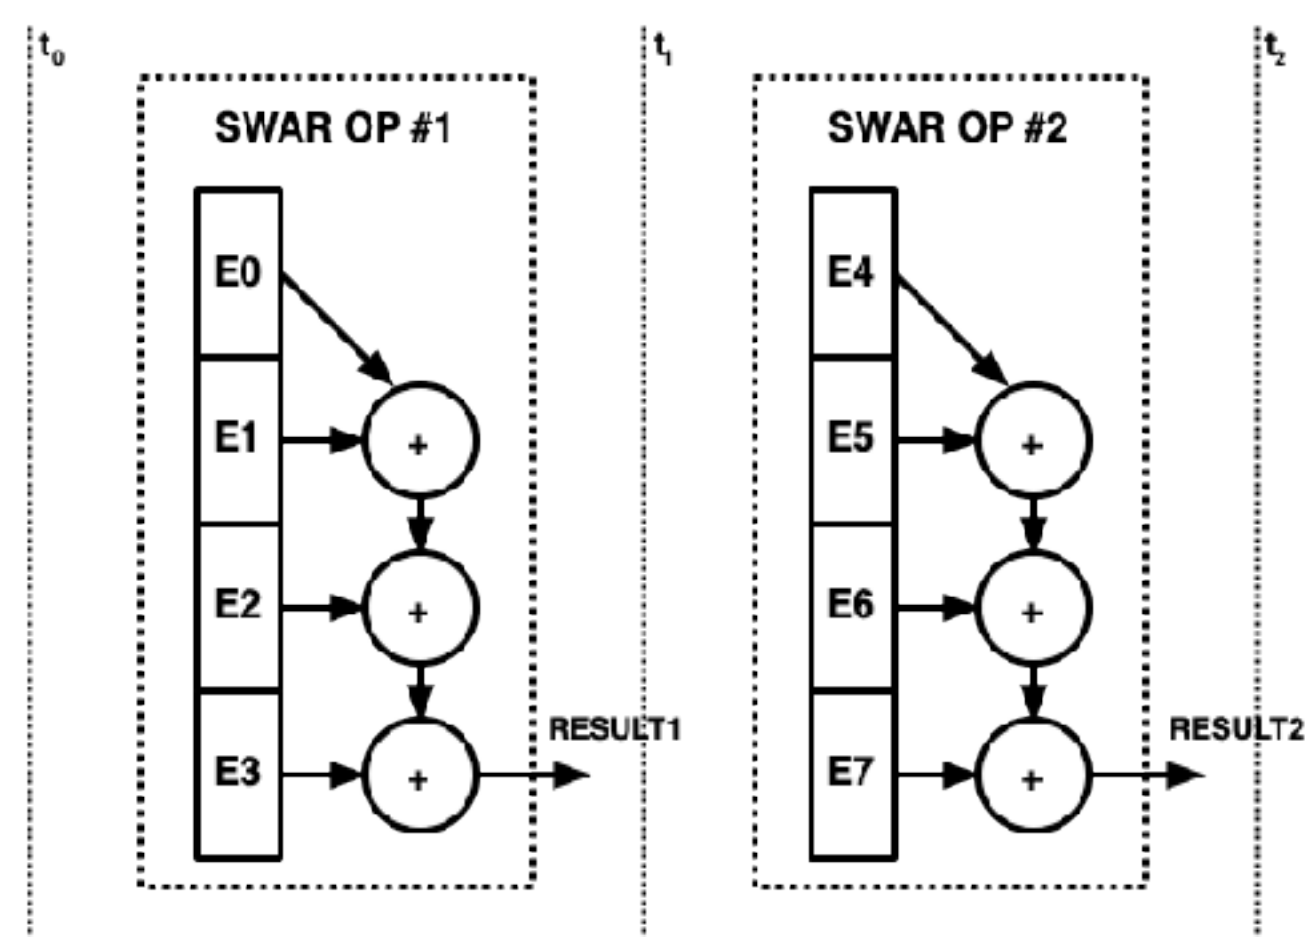 t0
t1
t2
SWAR OP #1
E0
E1
+
E2
+
E3
+
RESULT1
SWAR OP #2
E4
E5
+
E6
+
E7
+
RESULT2